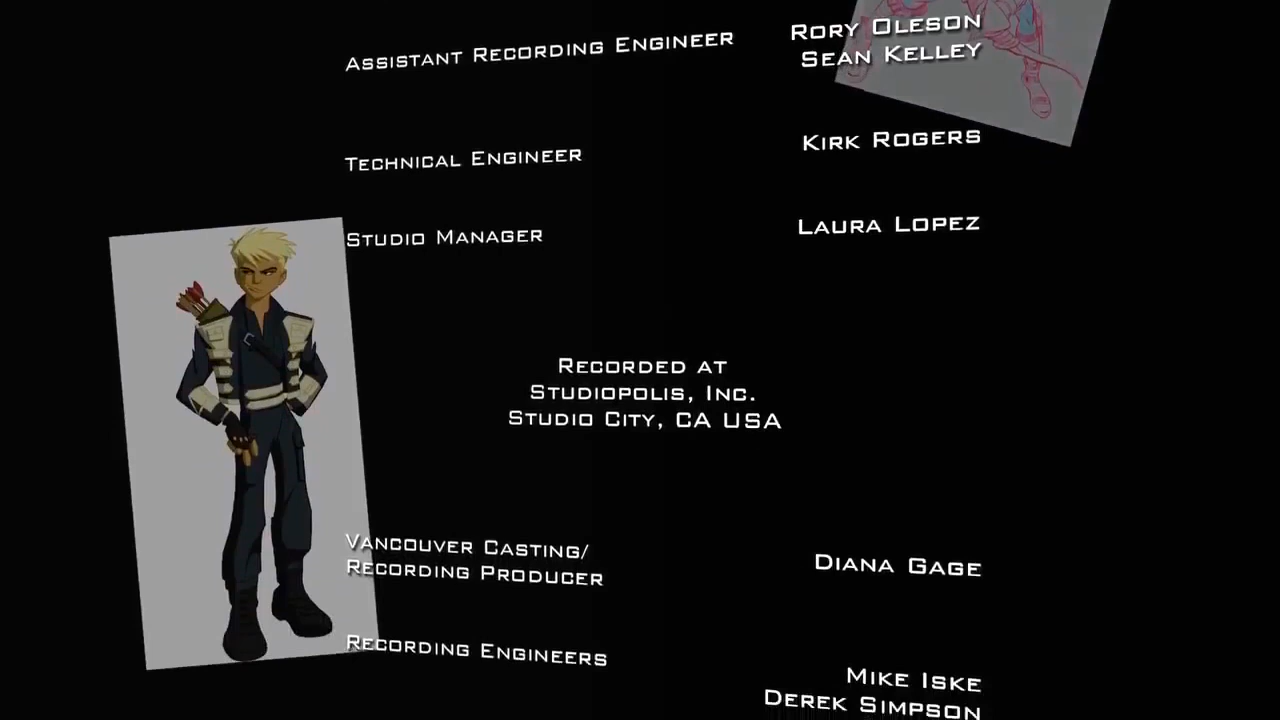 Assistant Recording Engineer
Rory Oleson
Sean Kelley
Technical Engineer
Kirk Rogers
Studio Manager
Laura Lopez
Recorded at
Studiopolis, Inc.
Studio City, CA USA
Vancouver Casting/
Recording Producer
Diana Gage
Recording Engineers
Mike Iske
Derek Simpson